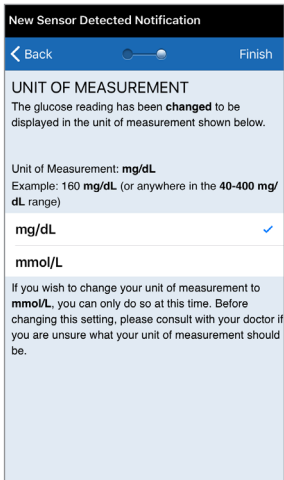 New Sensor Detected Notification
Back
Finish
UNIT OF MEASUREMENT
The glucose reading has been changed to be
displayed in the unit of measurement shown below.
Unit of Measurement: mg/dL
Example: 160 mg/dL (or anywhere in the 40-400 mg/
dL range)
mg/dL
mmol/L
If you wish to change your unit of measurement to
mmol/L, you can only do so at this time. Before
changing this setting, please consult with your doctor if
you are unsure what your unit of measurement should
be.